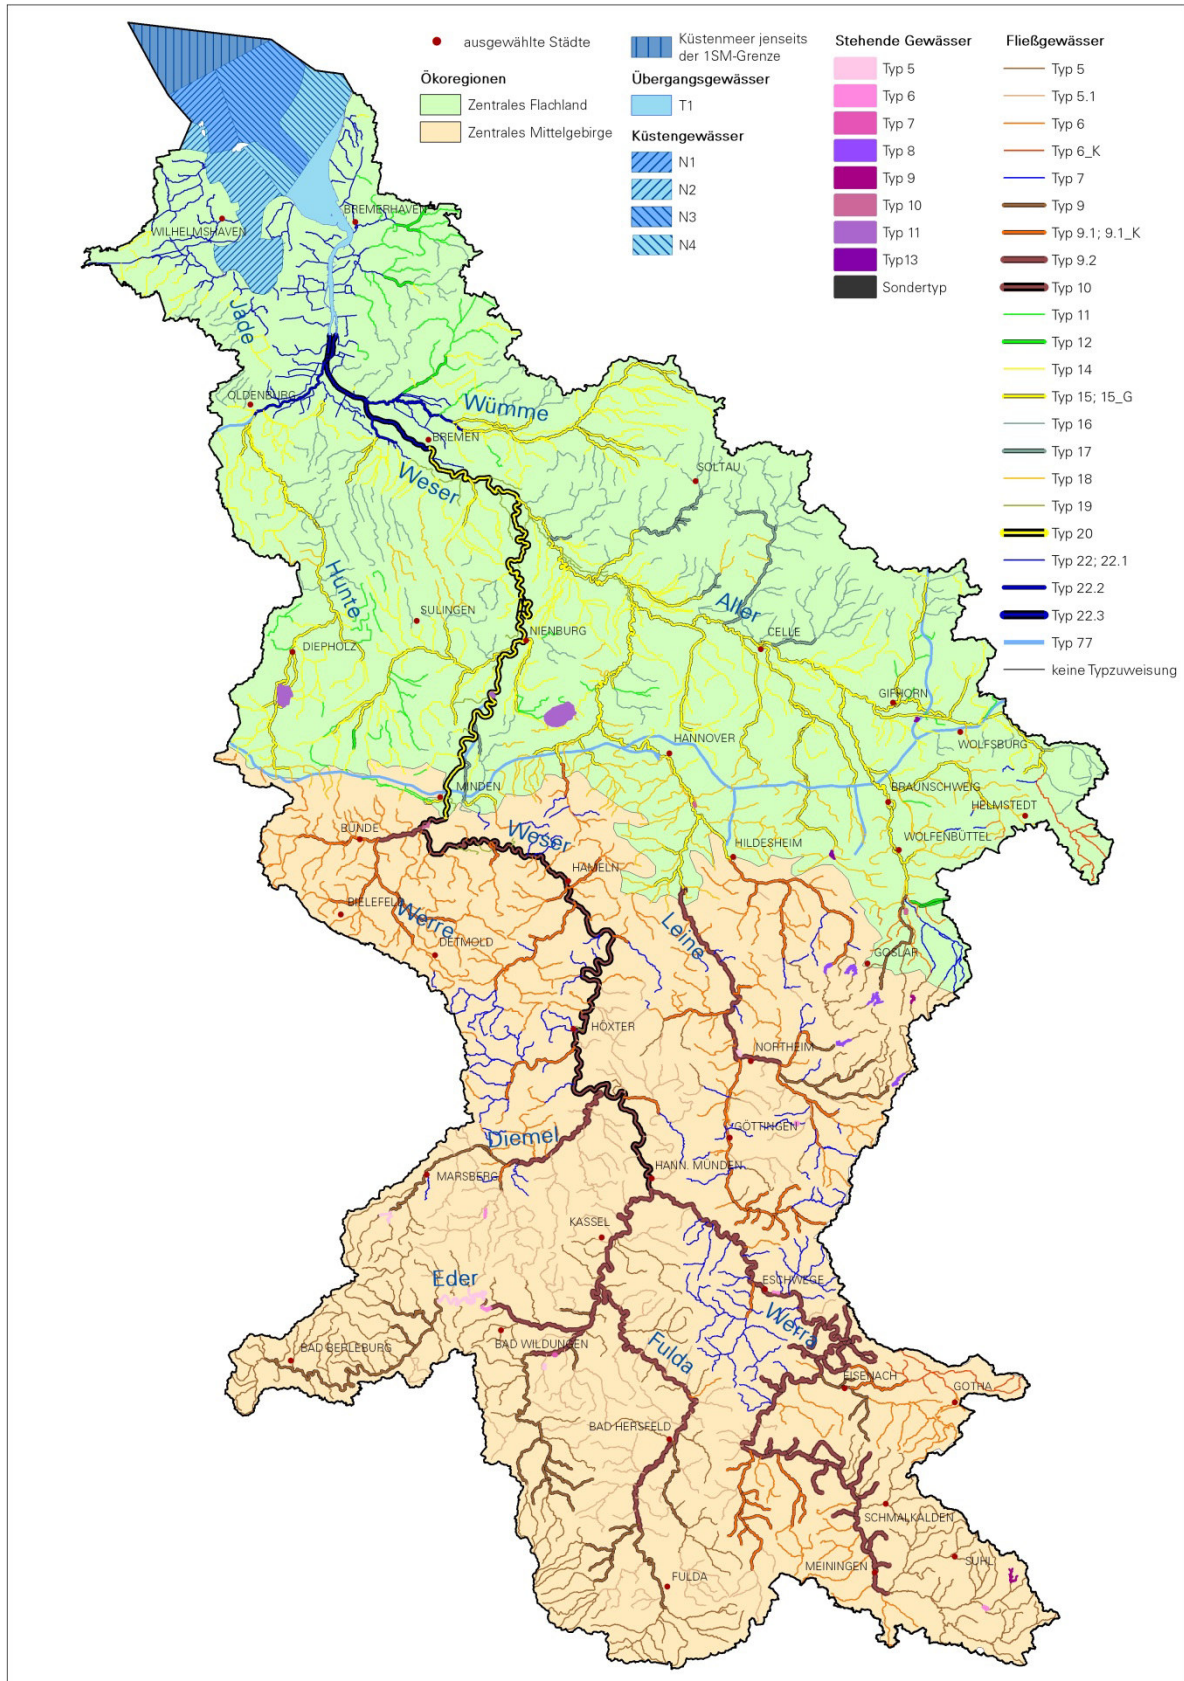 ausgewählte Städte
Ökoregionen
Zentrales Flachland
Zentrales Mittelgebirge
Küstenmeer jenseits
der 1SM-Grenze
Übergangsgewässer
T1
Küstengewässer
N1
N2
N3
N4
Stehende Gewässer
Typ 5
Typ 6
Typ 7
Typ 8
Typ 9
Typ 10
Typ 11
Typ13
Sondertyp
Fließgewässer
Typ 5
Typ 5.1
Typ 6
Typ 6_K
Typ 7
Typ 9
Typ 9.1; 9.1_K
Typ 9.2
Typ 10
Typ 11
Typ 12
Typ 14
Typ 15; 15_G
Typ 16
Typ 17
Typ 18
Typ 19
Typ 20
Typ 22; 22.1
Typ 22.2
Typ 22.3
Typ 77
keine Typzuweisung
BREMERHAVEN
WILHELMSHAVEN
Jade
OLDENBURG
Wümme
BREMEN
Weser
SOLTAU
Hunte
Aller
SULINGEN
NIENBURG
CELLE
DIEPHOLZ
GIFHORN
HANNOVER
WOLFSBURG
MINDEN
BRAUNSCHWEIG
HELMSTEDT
BÜNDE
Weser
HILDESHEIM
WOLFENBÜTTEL
HAMELN
BIELEFELD
Werre
Leine
DETMOLD
GOSLAR
HÖXTER
NORTHEIM
Diemel
GÖTTINGEN
MARSBERG
HANN. MÜNDEN
KASSEL
Eder
ESCHWEGE
Werra
BAD WILDUNGEN
Fulda
BAD BERLEBURG
EISENACH
GOTHA
BAD HERSFELD
SCHMALKALDEN
MEININGEN
SUHL
FULDA